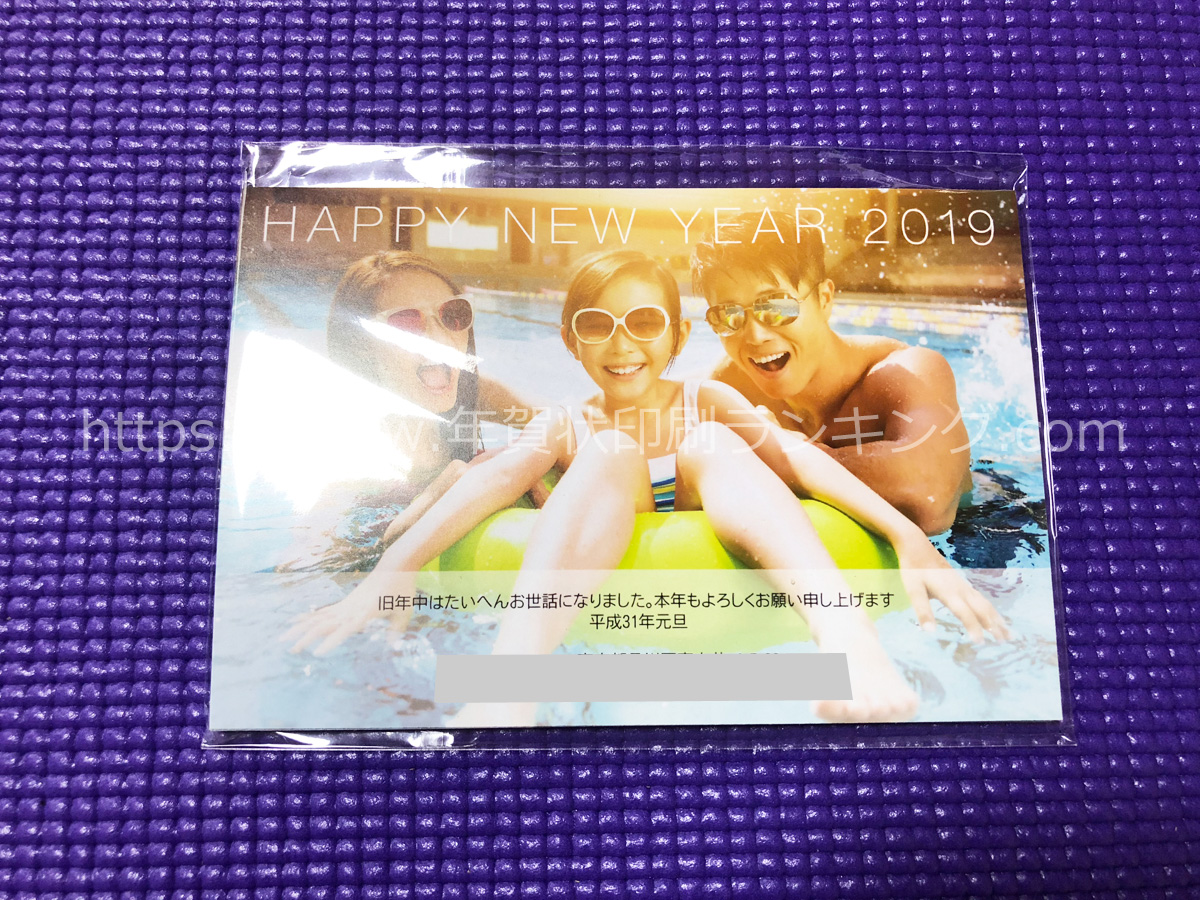 HAPPY NEW YEAR 2019
https 年賀状印刷ランキング.com
旧年中はたいへんお世話になりました。本年もよろしくお願い申し上げます
平成31年元旦